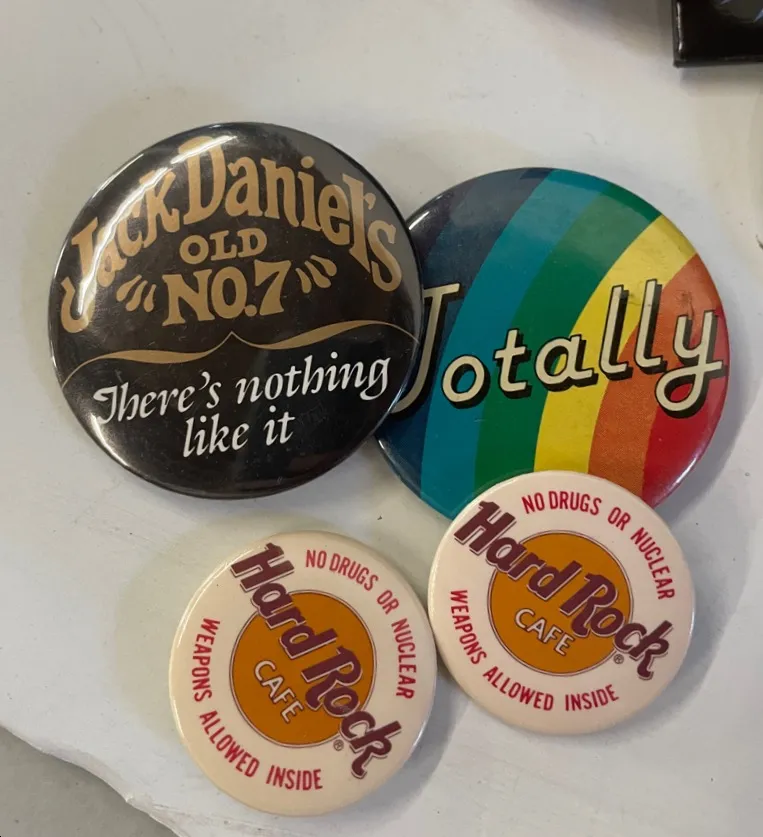 Jack Daniel's
OLD
NO.7
There's nothing
like it
Totally
NO DRUGS OR NUCLEAR
WEAPONS ALLOWED INSIDE
Hard Rock
CAFE
®
NO DRUGS OR NUCLEAR
WEAPONS ALLOWED INSIDE
Hard Rock
CAFE
®